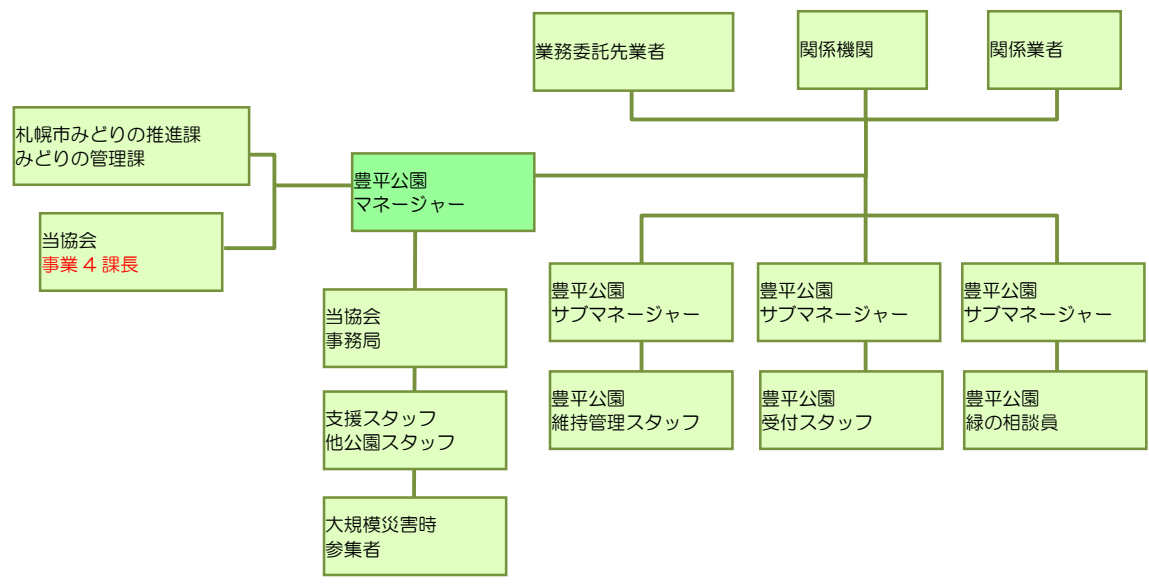 業務委託先業者
関係機関
関係業者
札幌市みどりの推進課
みどりの管理課
豊平公園
マネージャー
当協会
事業4課長
当協会
事務局
支援スタッフ
他公園スタッフ
大規模災害時
参集者
豊平公園
サブマネージャー
豊平公園
サブマネージャー
豊平公園
サブマネージャー
豊平公園
維持管理スタッフ
豊平公園
受付スタッフ
豊平公園
緑の相談員